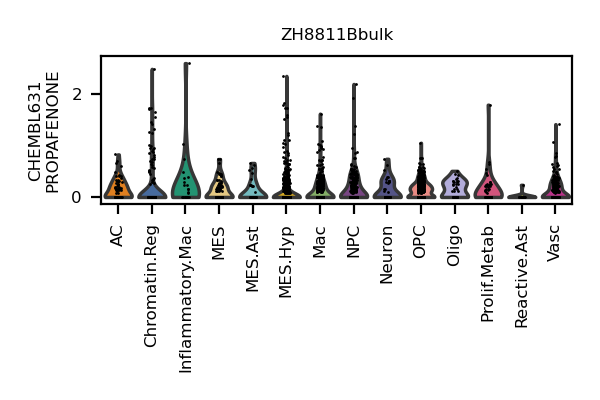 ZH8811Bbulk
CHEMBL631
PROPAFENONE
2
0
AC
Chromatin.Reg
Inflammatory.Mac
MES
MES.Ast
MES.Hyp
Mac
NPC
Neuron
OPC
Oligo
Prolif.Metab
Reactive.Ast
Vasc